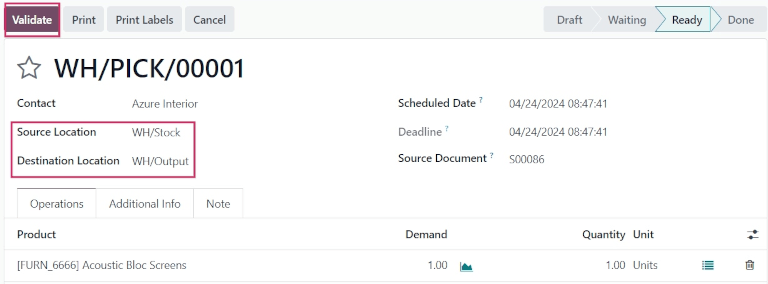 Validate Print Print Labels Cancel Draft Waiting Ready Done
WH/PICK/00001
Contact Azure Interior Scheduled Date ? 04/24/2024 08:47:41
Source Location WH/Stock Deadline ? 04/24/2024 08:47:41
Destination Location WH/Output Source Document ? S00086
Operations Additional Info Note
Product Demand Quantity Unit
[FURN_6666] Acoustic Bloc Screens 1.00 1.00 Units